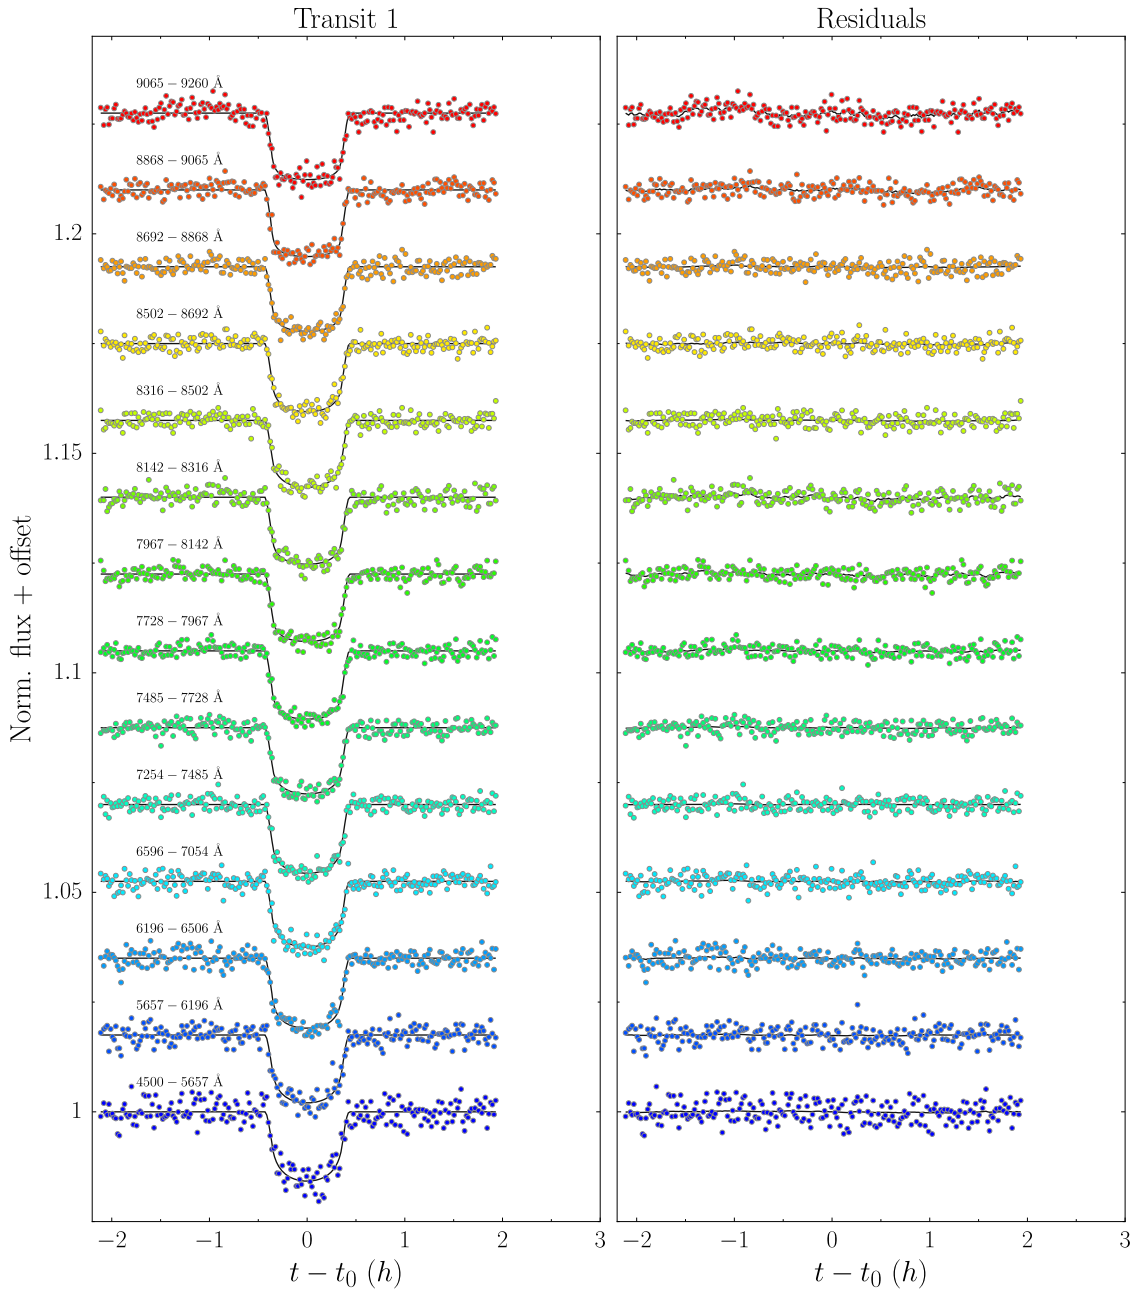 Transit 1
Residuals
9065 − 9260 Å
8868 − 9065 Å
8692 − 8868 Å
8502 − 8692 Å
8316 − 8502 Å
8142 − 8316 Å
7967 − 8142 Å
7728 − 7967 Å
7485 − 7728 Å
7254 − 7485 Å
6596 − 7054 Å
6196 − 6506 Å
5657 − 6196 Å
4500 − 5657 Å
1.2
1.15
1.1
1.05
1
Norm. flux + offset
−2 −1 0 1 2 3
−2 −1 0 1 2 3
t − t₀ (h)
t − t₀ (h)